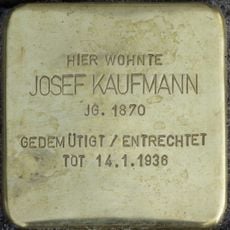 HIER WOHNTE
JOSEF KAUFMANN
JG. 1870
GEDEMÜTIGT / ENTRECHTET
TOT 14.1.1936